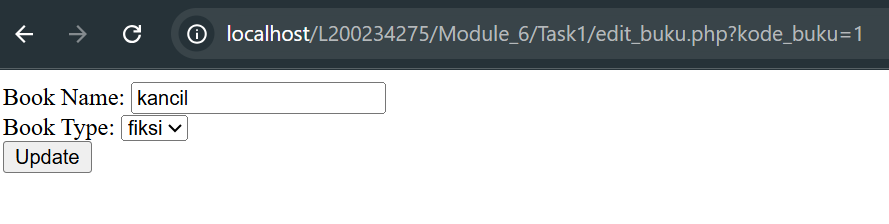 localhost/L200234275/Module_6/Task1/edit_buku.php?kode_buku=1
Book Name: kancil
Book Type: fiksi
Update